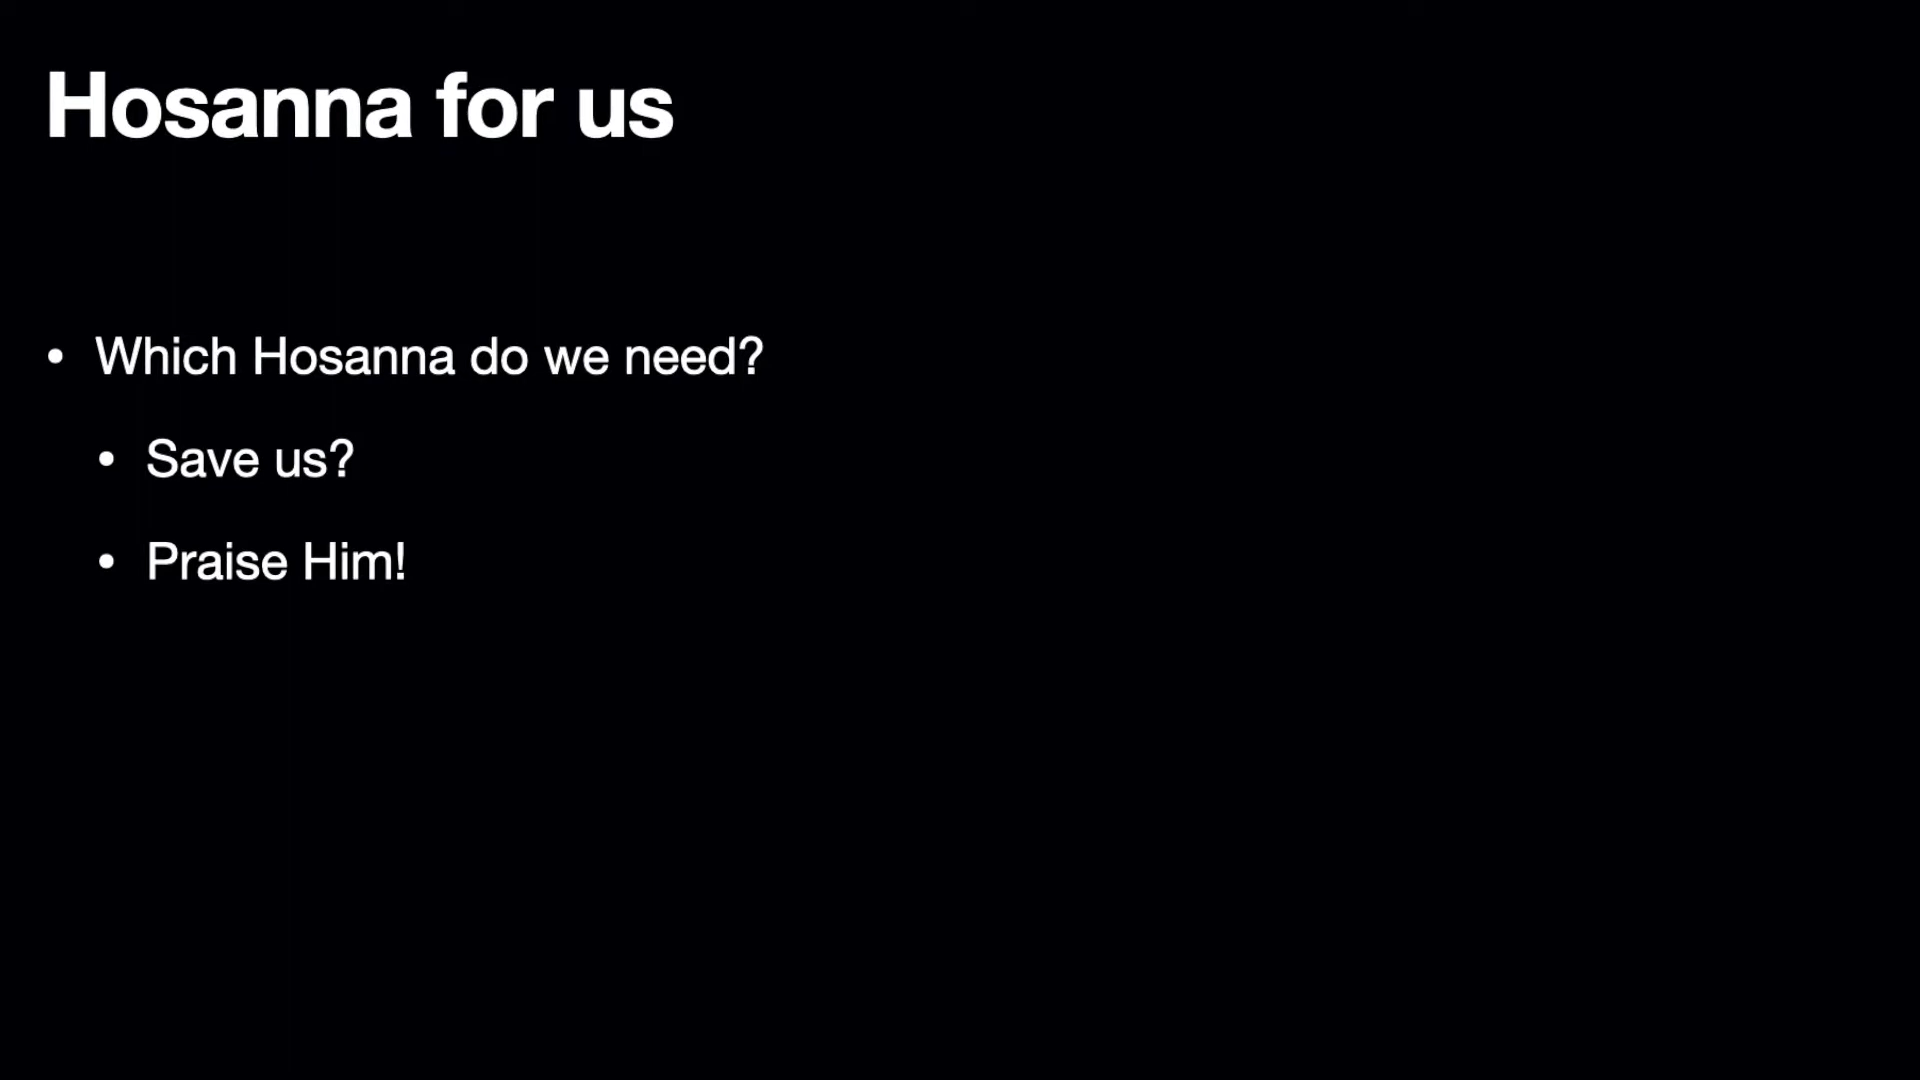 Hosanna for us
• Which Hosanna do we need?
• Save us?
• Praise Him!